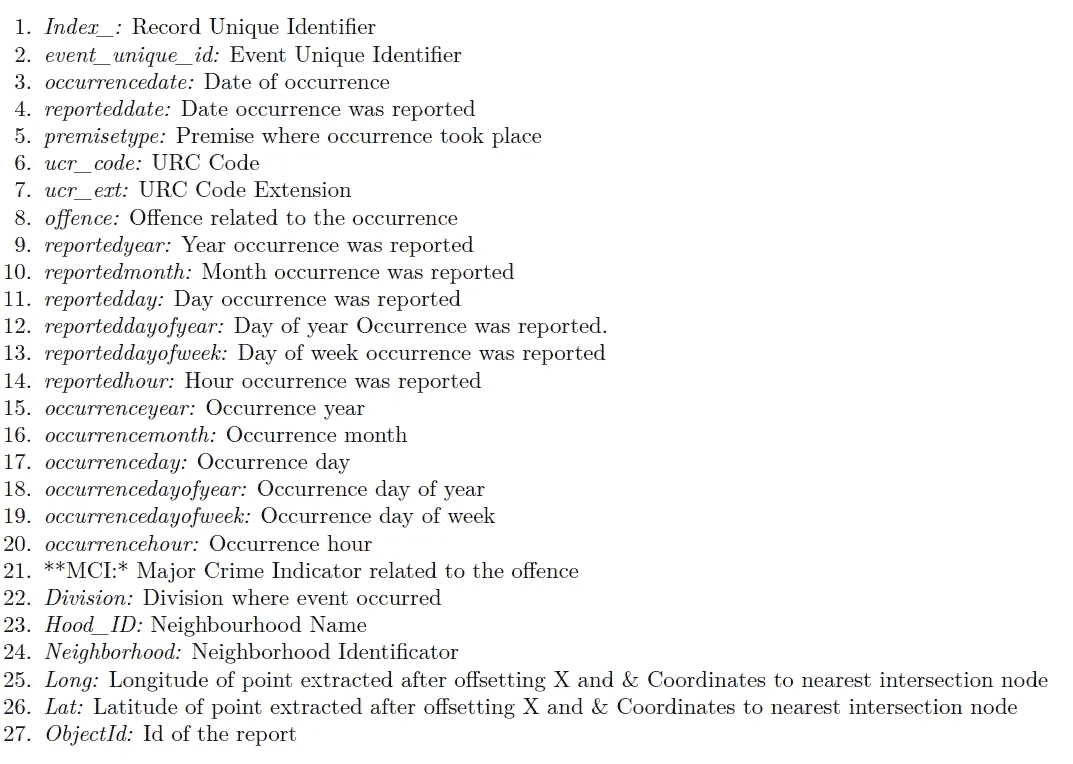 1. Index_: Record Unique Identifier
2. event_unique_id: Event Unique Identifier
3. occurrencedate: Date of occurrence
4. reporteddate: Date occurrence was reported
5. premisetype: Premise where occurrence took place
6. ucr_code: URC Code
7. ucr_ext: URC Code Extension
8. offence: Offence related to the occurrence
9. reportedyear: Year occurrence was reported
10. reportedmonth: Month occurrence was reported
11. reportedday: Day occurrence was reported
12. reporteddayofyear: Day of year Occurrence was reported.
13. reporteddayofweek: Day of week occurrence was reported
14. reportedhour: Hour occurrence was reported
15. occurrenceyear: Occurrence year
16. occurrencemonth: Occurrence month
17. occurrenceday: Occurrence day
18. occurrencedayofyear: Occurrence day of year
19. occurrencedayofweek: Occurrence day of week
20. occurrencehour: Occurrence hour
21. **MCI:* Major Crime Indicator related to the offence
22. Division: Division where event occurred
23. Hood_ID: Neighbourhood Name
24. Neighborhood: Neighborhood Identificator
25. Long: Longitude of point extracted after offsetting X and & Coordinates to nearest intersection node
26. Lat: Latitude of point extracted after offsetting X and & Coordinates to nearest intersection node
27. ObjectId: Id of the report